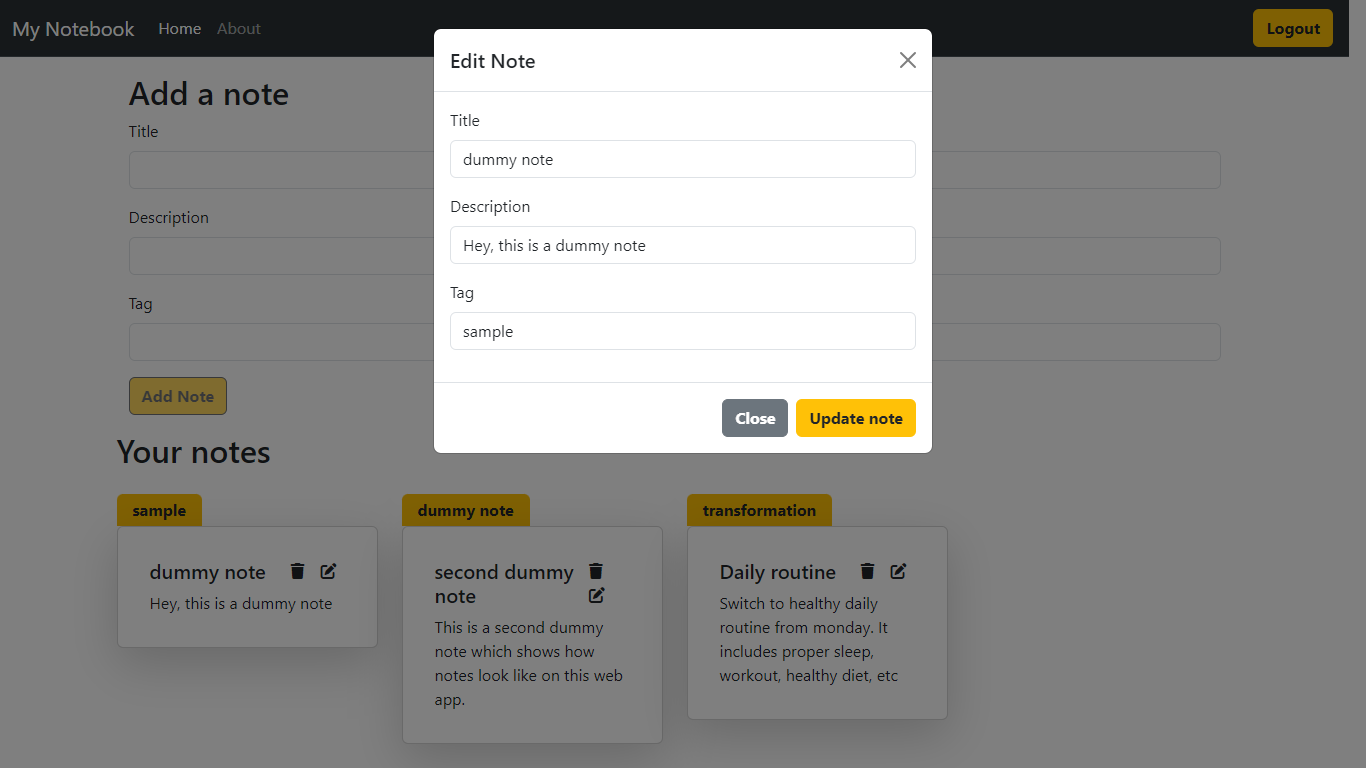 My Notebook Home About Logout
Edit Note
Title
dummy note
Description
Hey, this is a dummy note
Tag
sample
Close Update note
Add a note
Title
Description
Tag
Add Note
Your notes
sample
dummy note
Hey, this is a dummy note
dummy note
second dummy
note
This is a second dummy
note which shows how
notes look like on this web
app.
transformation
Daily routine
Switch to healthy daily
routine from monday. It
includes proper sleep,
workout, healthy diet, etc